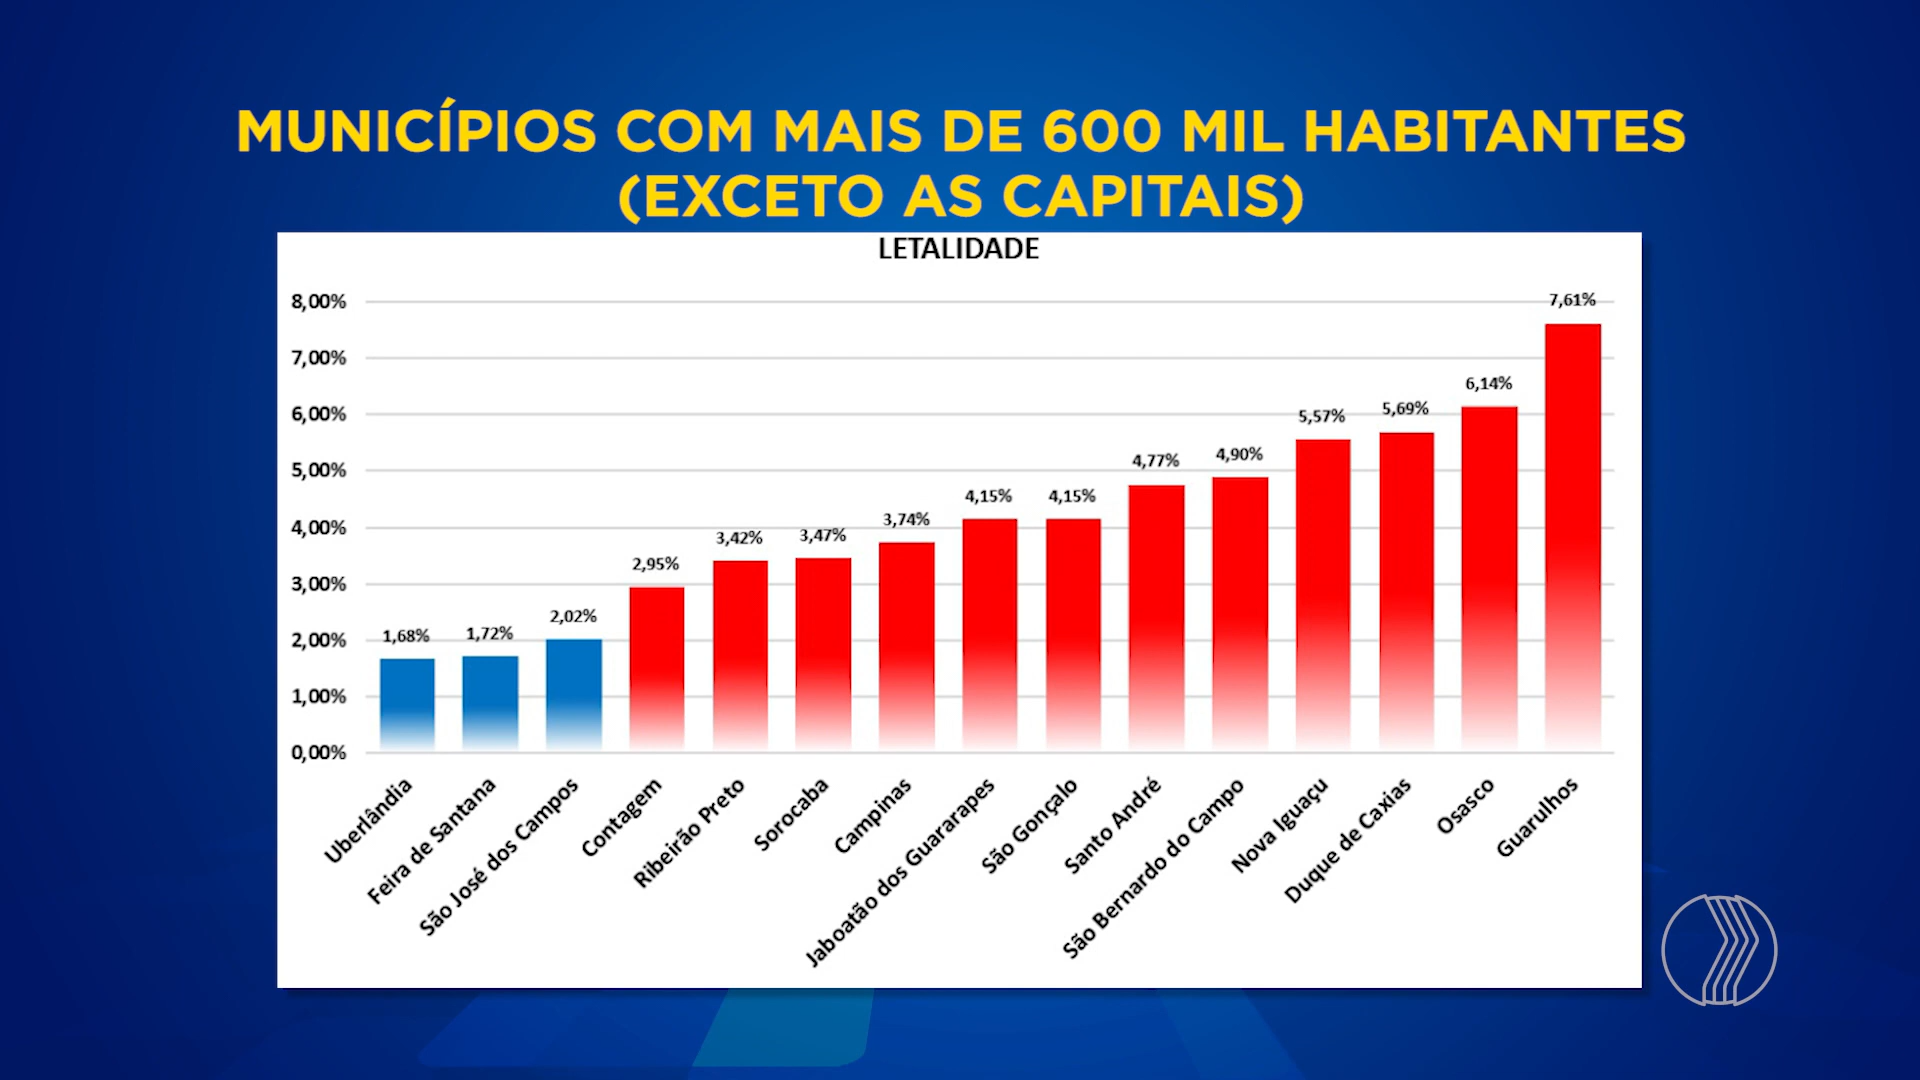 MUNICÍPIOS COM MAIS DE 600 MIL HABITANTES
(EXCETO AS CAPITAIS)
LETALIDADE
8,00%
7,00%
6,00%
5,00%
4,00%
3,00%
2,00%
1,00%
0,00%
1,68%
1,72%
2,02%
2,95%
3,42%
3,47%
3,74%
4,15%
4,15%
4,77%
4,90%
5,57%
5,69%
6,14%
7,61%
Uberlândia
Feira de Santana
São José dos Campos
Contagem
Ribeirão Preto
Sorocaba
Campinas
Jaboatão dos Guararapes
São Gonçalo
Santo André
São Bernardo do Campo
Nova Iguaçu
Duque de Caxias
Osasco
Guarulhos